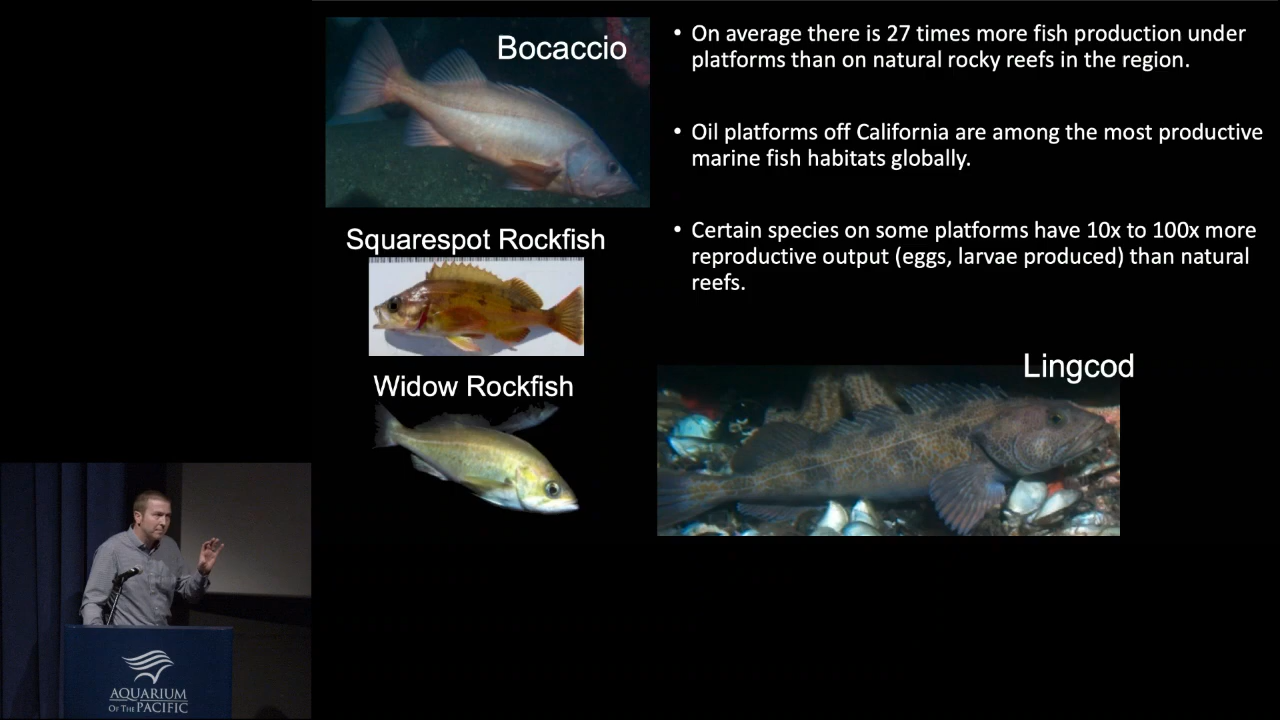 Bocaccio
Squarespot Rockfish
Widow Rockfish
• On average there is 27 times more fish production under
platforms than on natural rocky reefs in the region.
• Oil platforms off California are among the most productive
marine fish habitats globally.
• Certain species on some platforms have 10x to 100x more
reproductive output (eggs, larvae produced) than natural
reefs.
Lingcod
AQUARIUM
OF THE PACIFIC